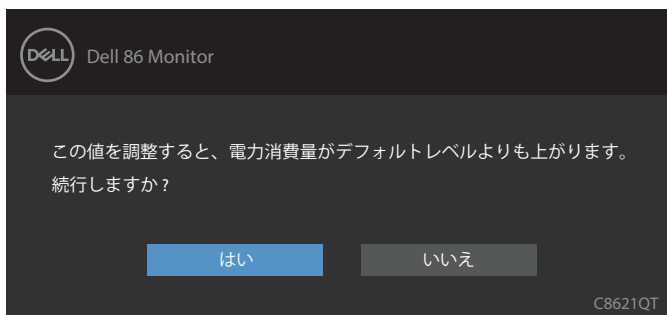 DELL
Dell 86 Monitor
この値を調整すると、電力消費量がデフォルトレベルよりも上がります。
続行しますか？
はい
いいえ
C8621QT